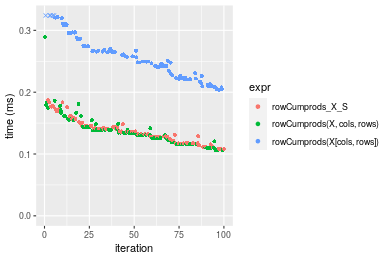 0.3
0.2
0.1
0.0
time (ms)
0
25
50
75
100
iteration
expr
rowCumprods_X_S
rowCumprods(X, cols, rows)
rowCumprods(X[cols, rows])